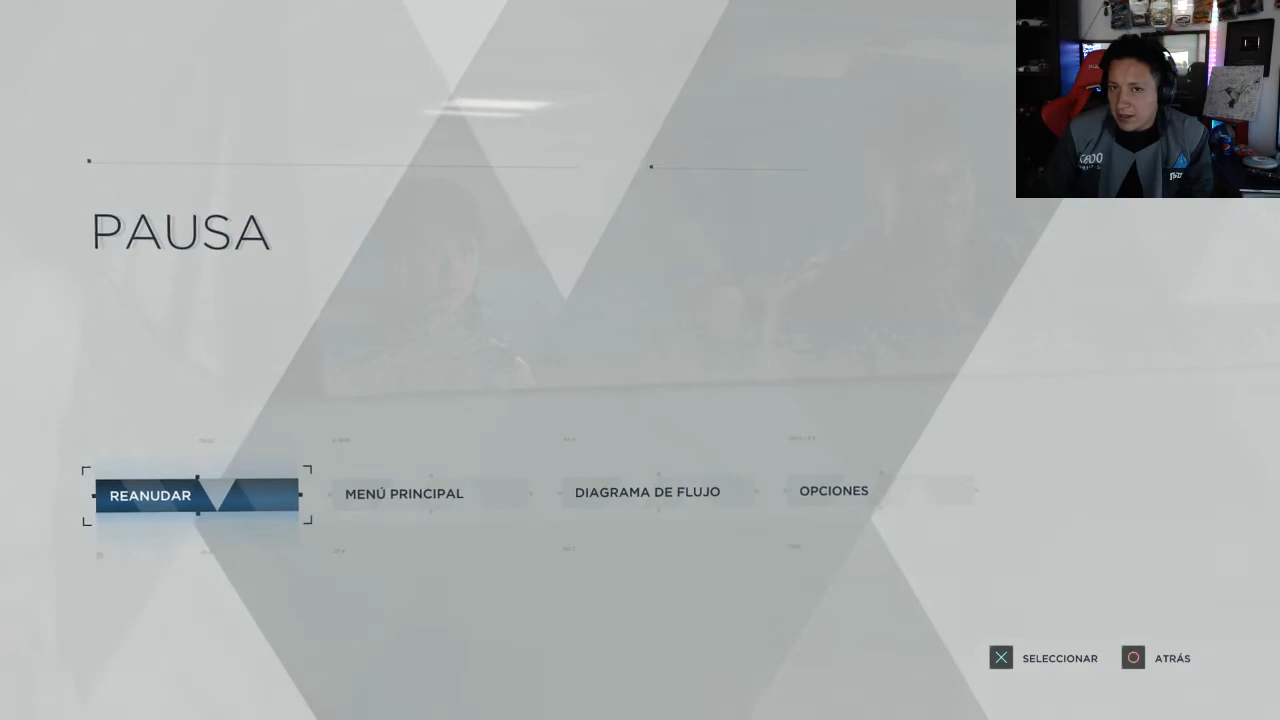 PAUSA
REANUDAR
MENÚ PRINCIPAL
DIAGRAMA DE FLUJO
OPCIONES
SELECCIONAR
ATRÁS